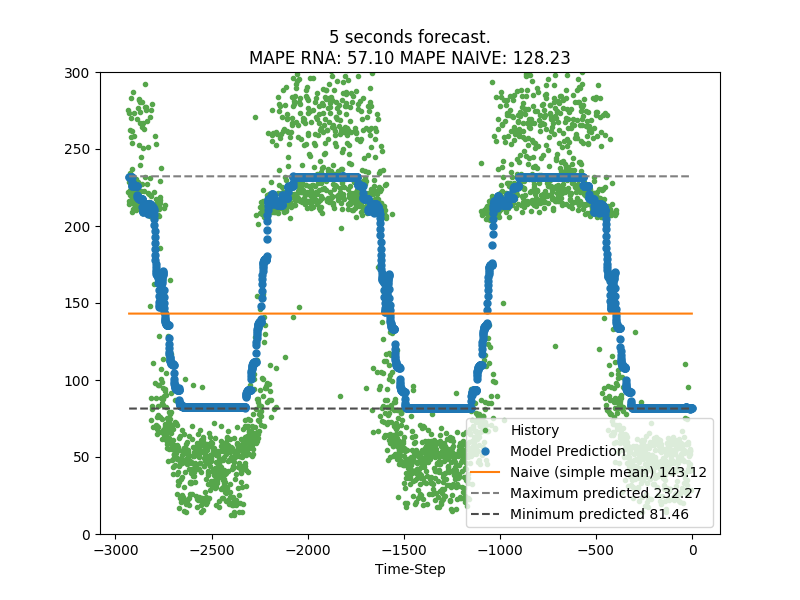 5 seconds forecast.
MAPE RNA: 57.10 MAPE NAIVE: 128.23
300
250
200
150
100
50
0
History
Model Prediction
Naive (simple mean) 143.12
Maximum predicted 232.27
Minimum predicted 81.46
−3000 −2500 −2000 −1500 −1000 −500 0
Time-Step